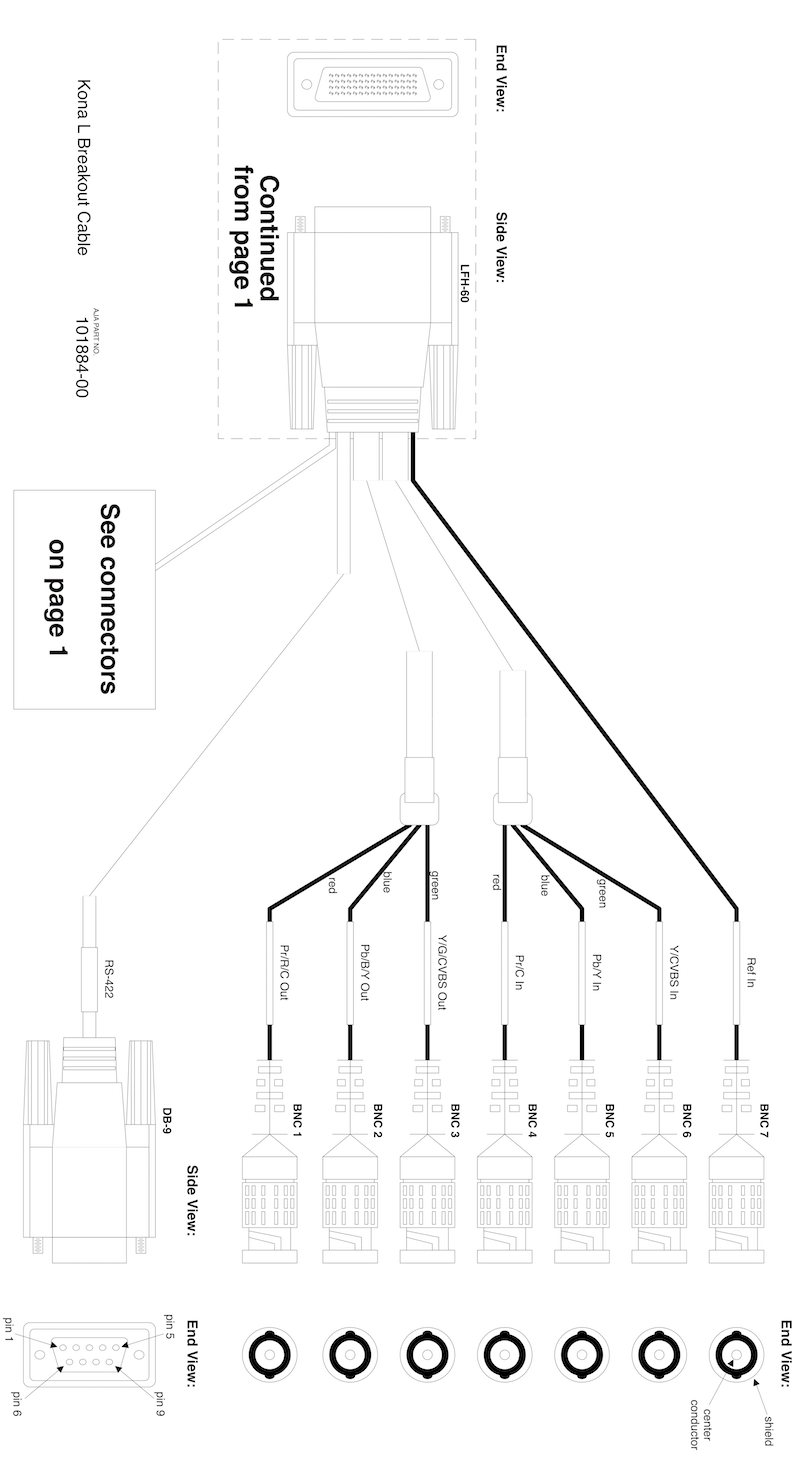 End View:
Side View:
LFH-60
Continued
from page 1
Ref In
BNC 7
End View:
shield
center
conductor
green
Y/CVBS In
BNC 6
blue
Pb/Y In
BNC 5
red
Pr/C In
BNC 4
green
Y/G/CVBS Out
BNC 3
blue
Pb/B/Y Out
BNC 2
red
Pr/R/C Out
BNC 1
Side View:
End View:
DB-9
RS-422
pin 5
pin 9
pin 1
pin 6
Kona L Breakout Cable
AJA PART NO.
101884-00
See connectors
on page 1